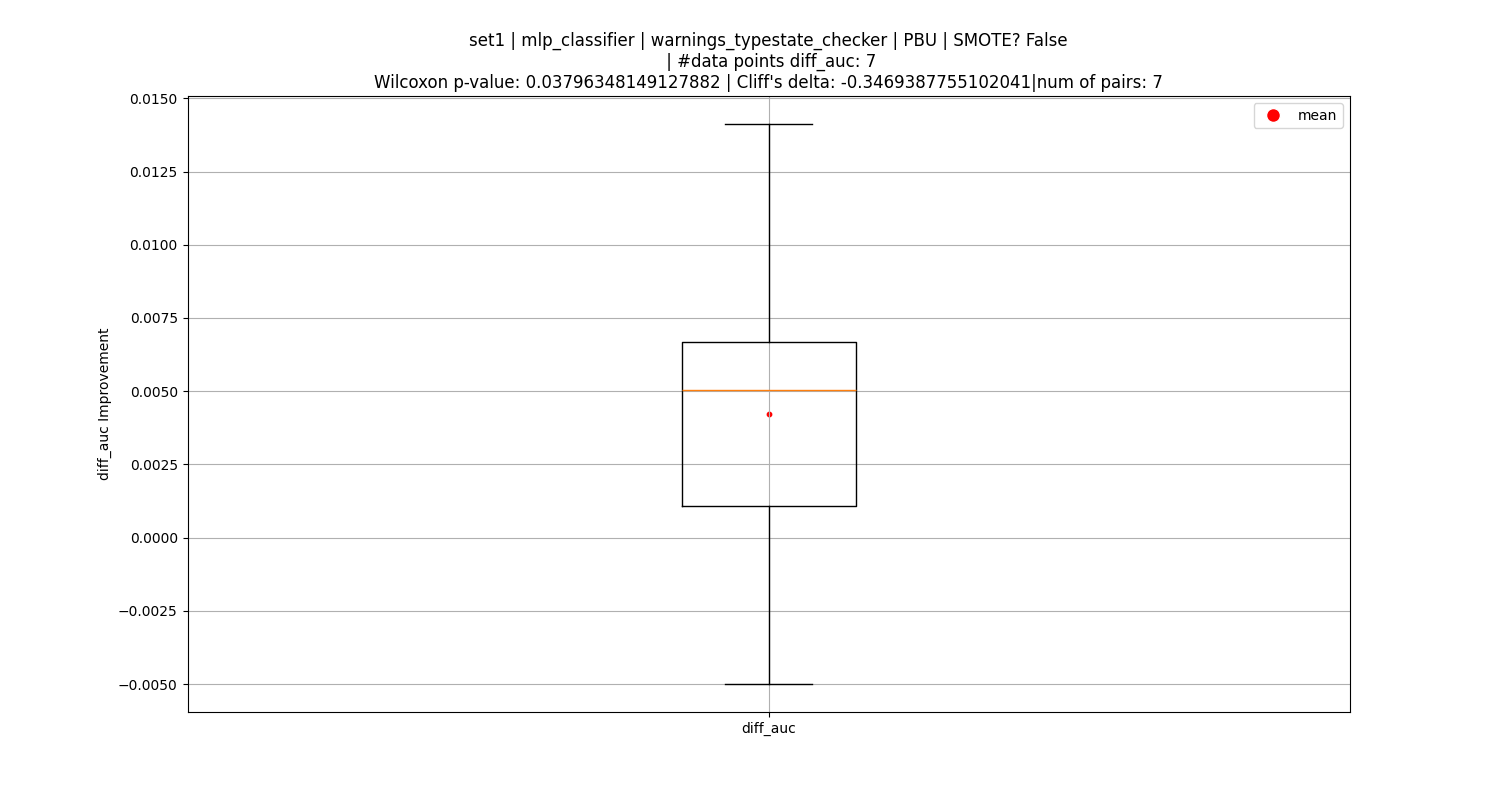 set1 | mlp_classifier | warnings_typestate_checker | PBU | SMOTE? False
| #data points diff_auc: 7
Wilcoxon p-value: 0.03796348149127882 | Cliff's delta: -0.3469387755102041|num of pairs: 7
mean
0.0150
0.0125
0.0100
0.0075
0.0050
0.0025
0.0000
−0.0025
−0.0050
diff_auc Improvement
diff_auc